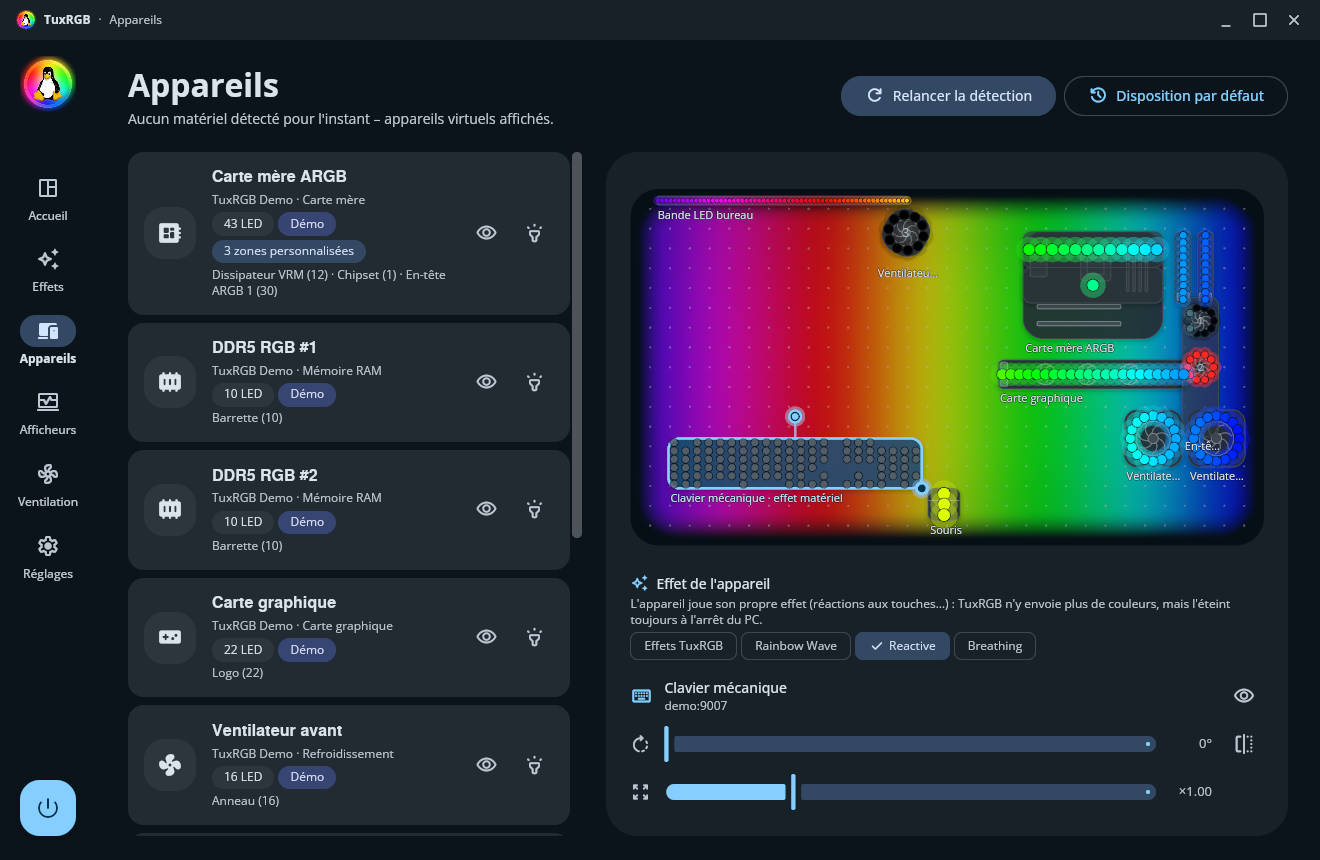 TuxRGB · Appareils
Appareils
Aucun matériel détecté pour l'instant – appareils virtuels affichés.
Relancer la détection
Disposition par défaut
Accueil
Effets
Appareils
Afficheurs
Ventilation
Réglages
Carte mère ARGB
TuxRGB Demo · Carte mère
43 LED
Démo
3 zones personnalisées
Dissipateur VRM (12) · Chipset (1) · En-tête
ARGB 1 (30)
DDR5 RGB #1
TuxRGB Demo · Mémoire RAM
10 LED
Démo
Barrette (10)
DDR5 RGB #2
TuxRGB Demo · Mémoire RAM
10 LED
Démo
Barrette (10)
Carte graphique
TuxRGB Demo · Carte graphique
22 LED
Démo
Logo (22)
Ventilateur avant
TuxRGB Demo · Refroidissement
16 LED
Démo
Anneau (16)
Bande LED bureau
Ventilateu...
Carte mère ARGB
Carte graphique
En-tê...
Ventilate...
Ventilate...
Clavier mécanique · effet matériel
Souris
Effet de l'appareil
L'appareil joue son propre effet (réactions aux touches...) : TuxRGB n'y envoie plus de couleurs, mais l'éteint
toujours à l'arrêt du PC.
Effets TuxRGB
Rainbow Wave
Reactive
Breathing
Clavier mécanique
demo:9007
0°
×1.00